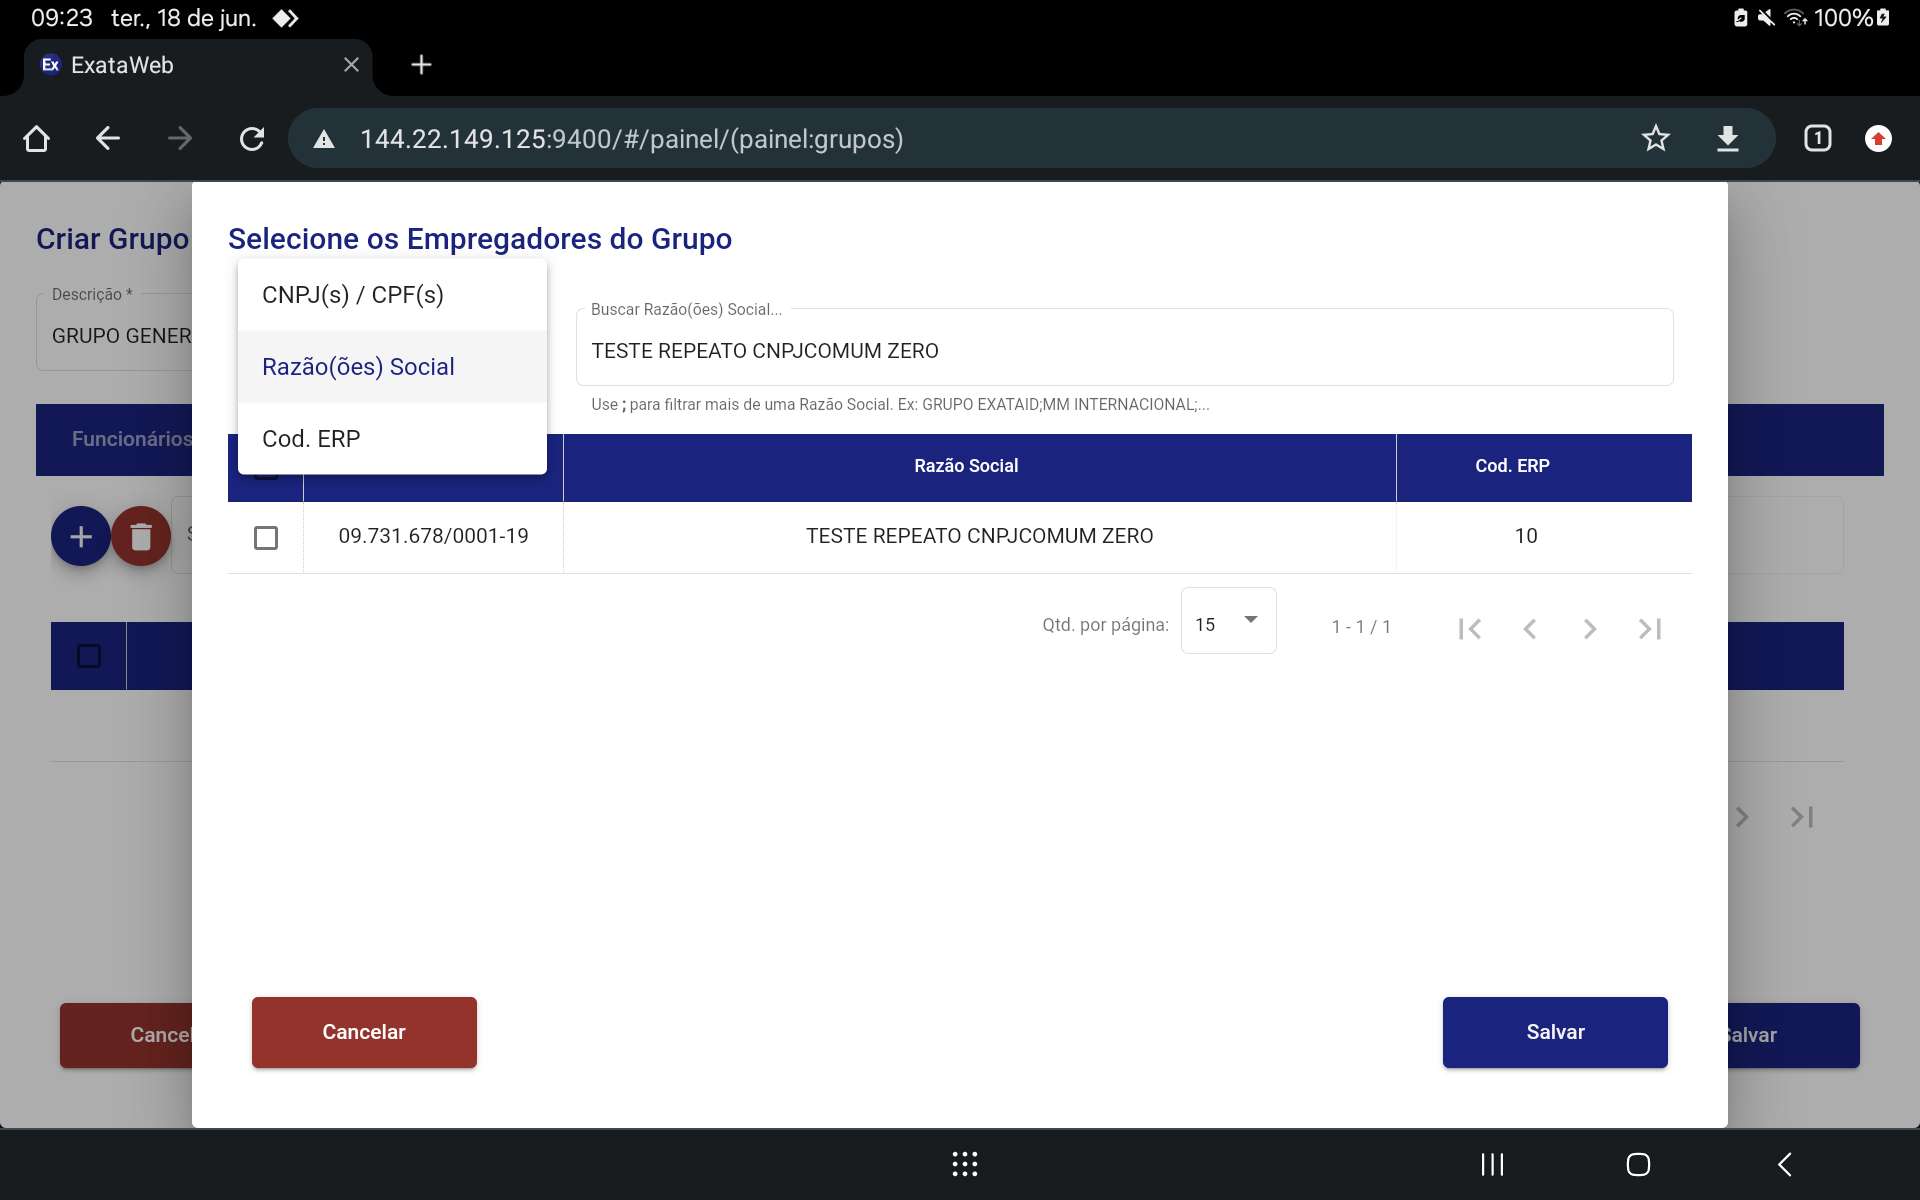 09:23 ter., 18 de jun.
100%
Ex ExataWeb
144.22.149.125:9400/#/painel/(painel:grupos)
1
Criar Grupo
Selecione os Empregadores do Grupo
Descrição *
GRUPO GENER
CNPJ(s) / CPF(s)
Razão(ões) Social
Cod. ERP
Buscar Razão(ões) Social...
TESTE REPEATO CNPJCOMUM ZERO
Use ; para filtrar mais de uma Razão Social. Ex: GRUPO EXATAID;MM INTERNACIONAL;...
Funcionários
Razão Social
Cod. ERP
09.731.678/0001-19
TESTE REPEATO CNPJCOMUM ZERO
10
Qtd. por página:
15
1 - 1 / 1
Cancel
Cancelar
Salvar
Salvar